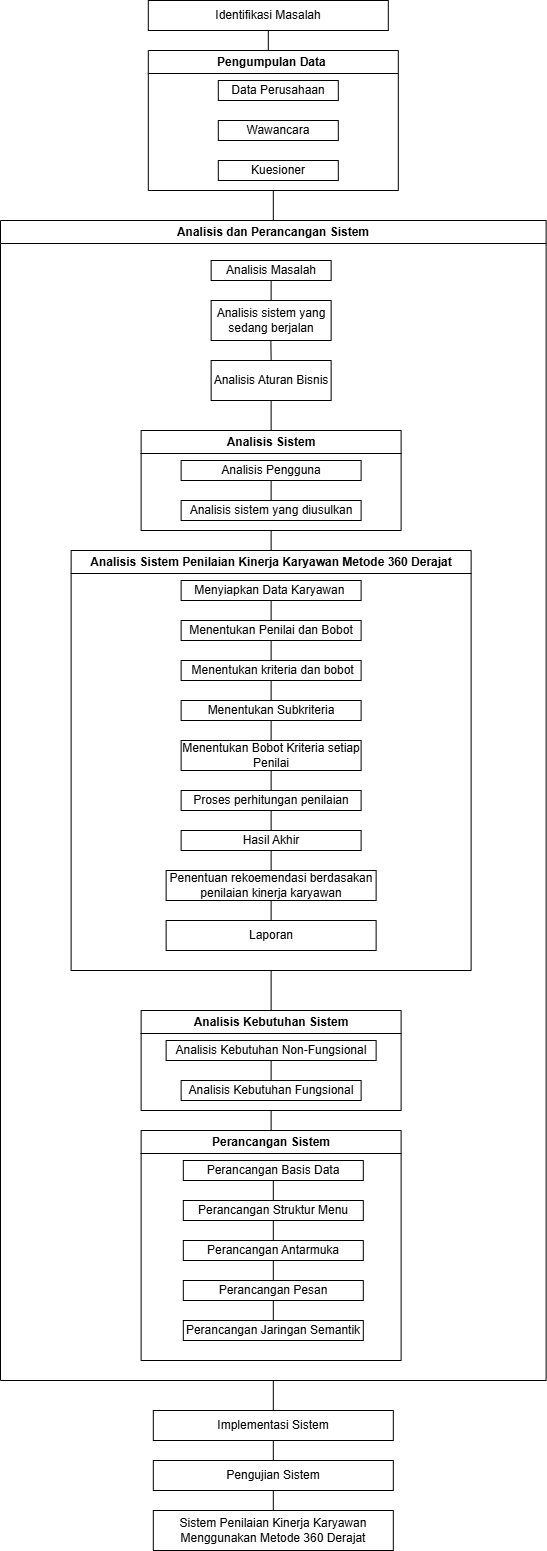 Identifikasi Masalah
Pengumpulan Data
Data Perusahaan
Wawancara
Kuesioner
Analisis dan Perancangan Sistem
Analisis Masalah
Analisis sistem yang
sedang berjalan
Analisis Aturan Bisnis
Analisis Sistem
Analisis Pengguna
Analisis sistem yang diusulkan
Analisis Sistem Penilaian Kinerja Karyawan Metode 360 Derajat
Menyiapkan Data Karyawan
Menentukan Penilai dan Bobot
Menentukan kriteria dan bobot
Menentukan Subkriteria
Menentukan Bobot Kriteria setiap
Penilai
Proses perhitungan penilaian
Hasil Akhir
Penentuan rekoemendasi berdasakan
penilaian kinerja karyawan
Laporan
Analisis Kebutuhan Sistem
Analisis Kebutuhan Non-Fungsional
Analisis Kebutuhan Fungsional
Perancangan Sistem
Perancangan Basis Data
Perancangan Struktur Menu
Perancangan Antarmuka
Perancangan Pesan
Perancangan Jaringan Semantik
Implementasi Sistem
Pengujian Sistem
Sistem Penilaian Kinerja Karyawan
Menggunakan Metode 360 Derajat